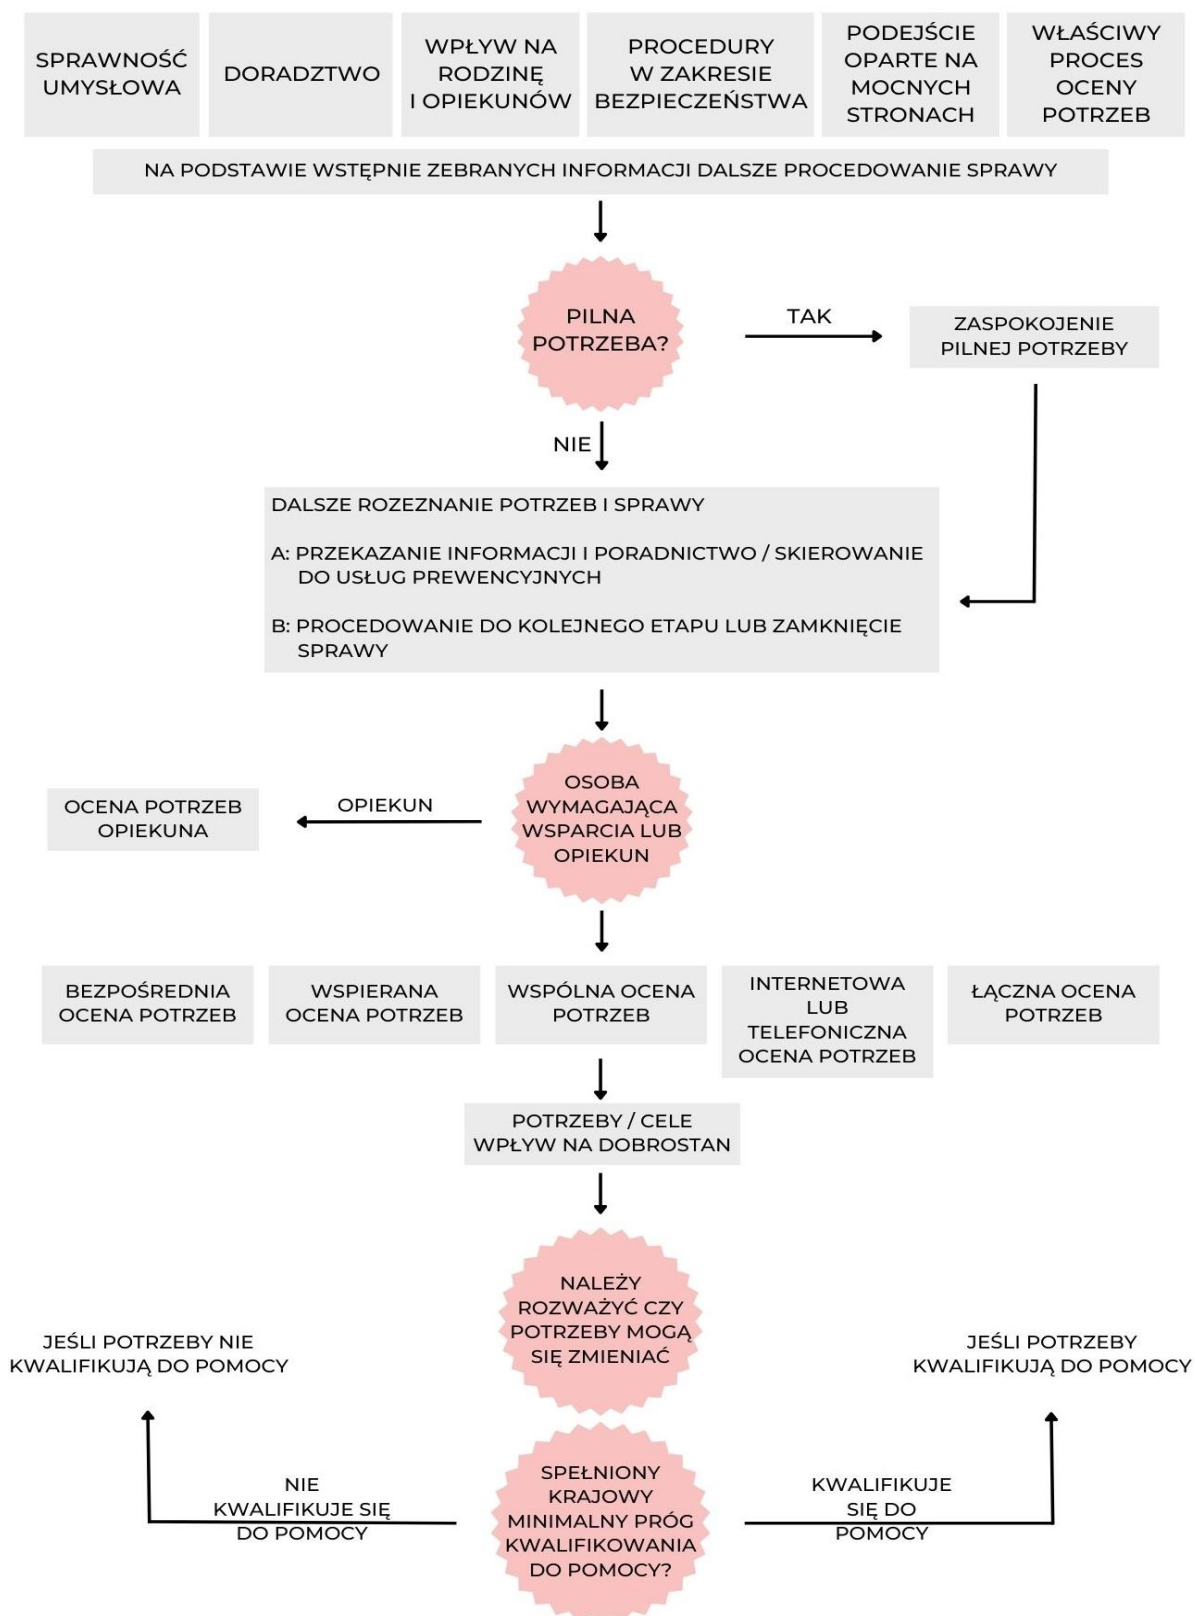 SPRAWNOŚĆ
UMYSŁOWA
DORADZTWO
WPŁYW NA
RODZINĘ
I OPIEKUNÓW
PROCEDURY
W ZAKRESIE
BEZPIECZEŃSTWA
PODEJŚCIE
OPARTE NA
MOCNYCH
STRONACH
WŁAŚCIWY
PROCES
OCENY
POTRZEB
NA PODSTAWIE WSTĘPNIE ZEBRANYCH INFORMACJI DALSZE PROCEDOWANIE SPRAWY
PILNA
POTRZEBA?
TAK
ZASPOKOJENIE
PILNEJ POTRZEBY
NIE
DALSZE ROZEZNANIE POTRZEB I SPRAWY
A: PRZEKAZANIE INFORMACJI I PORADNICTWO / SKIEROWANIE
DO USŁUG PREWENCYJNYCH
B: PROCEDOWANIE DO KOLEJNEGO ETAPU LUB ZAMKNIĘCIE
SPRAWY
OSOBA
WYMAGAJĄCA
WSPARCIA LUB
OPIEKUN
OPIEKUN
OCENA POTRZEB
OPIEKUNA
BEZPOŚREDNIA
OCENA POTRZEB
WSPIERANA
OCENA POTRZEB
WSPÓLNA OCENA
POTRZEB
INTERNETOWA
LUB
TELEFONICZNA
OCENA POTRZEB
ŁĄCZNA OCENA
POTRZEB
POTRZEBY / CELE
WPŁYW NA DOBROSTAN
NALEŻY
ROZWAŻYĆ CZY
POTRZEBY MOGĄ
SIĘ ZMIENIAĆ
JEŚLI POTRZEBY NIE
KWALIFIKUJĄ DO POMOCY
JEŚLI POTRZEBY
KWALIFIKUJĄ DO POMOCY
NIE
KWALIFIKUJE SIĘ
DO POMOCY
SPEŁNIONY
KRAJOWY
MINIMALNY PRÓG
KWALIFIKOWANIA
DO POMOCY?
KWALIFIKUJE
SIĘ DO
POMOCY